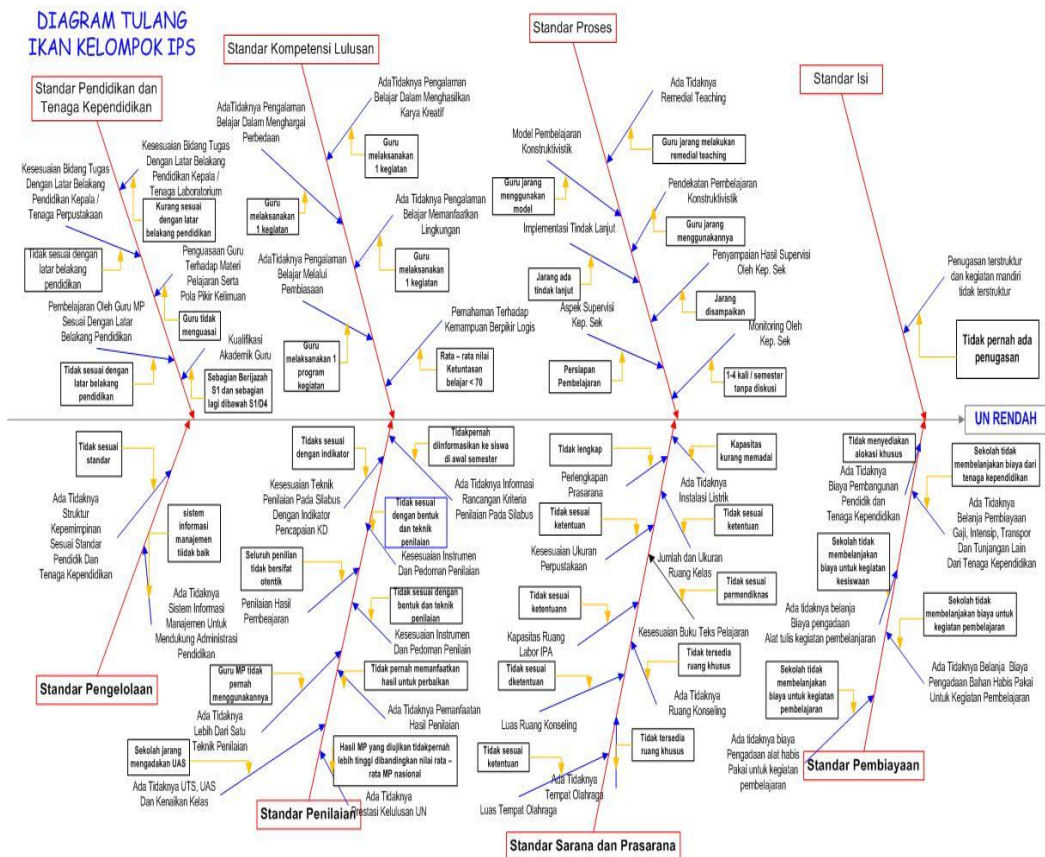 DIAGRAM TULANG
IKAN KELOMPOK IPS
Standar Pendidikan dan
Tenaga Kependidikan
Kesesuaian Bidang Tugas
Dengan Latar Belakang
Pendidikan Kepala /
Tenaga Laboratorium
Kesesuaian Bidang Tugas
Dengan Latar Belakang
Pendidikan Kepala /
Tenaga Perpustakaan
Kurang sesuai
dengan latar
belakang pendidikan
Tidak sesuai dengan
latar belakang
pendidikan
Penguasaan Guru
Terhadap Materi
Pelajaran Serta
Pola Pikir Kelimuan
Guru tidak
menguasai
Pembelajaran Oleh Guru MP
Sesuai Dengan Latar
Belakang Pendidikan
Kualifikasi
Akademik Guru
Tidak sesuai dengan
latar belakang
pendidikan
Sebagian Berijazah
S1 dan sebagian
lagi dibawah S1/D4
Standar Kompetensi Lulusan
AdaTidaknya Pengalaman
Belajar Dalam Menghasilkan
Karya Kreatif
AdaTidaknya Pengalaman
Belajar Dalam Menghargai
Perbedaan
Guru
melaksanakan
1 kegiatan
Guru
melaksanakan
1 kegiatan
Ada Tidaknya Pengalaman
Belajar Memanfaatkan
Lingkungan
Guru
melaksanakan
1 kegiatan
AdaTidaknya Pengalaman
Belajar Melalui
Pembiasaan
Guru
melaksanakan 1
program
kegiatan
Pemahaman Terhadap
Kemampuan Berpikir Logis
Rata – rata nilai
Ketuntasan
belajar < 70
Standar Proses
Ada Tidaknya
Remedial Teaching
Guru jarang melakukan
remedial teaching
Model Pembelajaran
Konstruktivistik
Guru jarang
menggunakan
model
Pendekatan Pembelajaran
Konstruktivistik
Guru jarang
menggunakannya
Implementasi Tindak Lanjut
Jarang ada
tindak lanjut
Penyampaian Hasil Supervisi
Oleh Kep. Sek
Jarang
disampaikan
Aspek Supervisi
Kep. Sek
Persiapan
Pembelajaran
Monitoring Oleh
Kep. Sek
1-4 kali / semester
tanpa diskusi
Standar Isi
Penugasan terstruktur
dan kegiatan mandiri
tidak terstruktur
Tidak pernah ada
penugasan
UN RENDAH
Tidak sesuai
standar
Ada Tidaknya
Struktur
Kepemimpinan
Sesuai Standar
Pendidik Dan
Tenaga Kependidikan
sistem
informasi
manajemen
tiidak baik
Ada Tidaknya
Sistem Informasi
Manajemen Untuk
Mendukung Administrasi
Pendidikan
Standar Pengelolaan
Tidaks sesuai
dengan indikator
Kesesuaian Teknik
Penilaian Pada Silabus
Dengan Indikator
Pencapaian KD
Tidakpernah
diinformasikan ke siswa
di awal semester
Ada Tidaknya Informasi
Rancangan Kriteria
Penilaian Pada Silabus
Tidak sesuai
dengan bentuk
dan teknik
penilaian
Kesesuaian Instrumen
Dan Pedoman Penilaian
Seluruh penilian
tidak bersifat
otentik
Penilaian Hasil
Pembeajaran
Tidak sesuai dengan
bentuk dan teknik
penilaian
Kesesuaian Instrumen
Dan Pedomen Penilain
Guru MP tidak
pernah
menggunakannya
Ada Tidaknya
Lebih Dari Satu
Teknik Penilaian
Tidak pernah memanfaatkan
hasil untuk perbaikan
Ada Tidaknya Pemanfaatan
Hasil Penilaian
Sekolah jarang
mengadakan UAS
Ada Tidaknya UTS, UAS
Dan Kenaikan Kelas
Hasil MP yang diujikan tidakpernah
lebih tinggi dibandingkan nilai rata –
rata MP nasional
Ada Tidaknya
Prestasi Kelulusan UN
Standar Penilaian
Tidak lengkap
Perlengkapan
Prasarana
Kapasitas
kurang memadai
Ada Tidaknya
Instalasi Listrik
Tidak sesuai
ketentuan
Kesesuaian Ukuran
Perpustakaan
Tidak sesuai
ketentuan
Jumlah dan Ukuran
Ruang Kelas
Tidak sesuai
permendiknas
Kesesuaian Buku Teks Pelajaran
Tidak sesuai
ketentuann
Kapasitas Ruang
Labor IPA
Tidak tersedia
ruang khusus
Ada Tidaknya
Ruang Konseling
Tidak sesuai
dketentuan
Luas Ruang Konseling
Tidak tersedia
ruang khusus
Ada Tidaknya
Tempat Olahraga
Tidak sesuai
ketentuan
Luas Tempat Olahraga
Standar Sarana dan Prasarana
Tidak menyediakan
alokasi khusus
Ada Tidaknya
Biaya Pembangunan
Pendidik dan
Tenaga Kependidikan
Sekolah tidak
membelanjakan biaya dari
tenaga kependidikan
Ada Tidaknya
Belanja Pembiayaan
Gaji, Intensip, Transpor
Dan Tunjangan Lain
Dari Tenaga Kependidikan
Sekolah tidak
membelanjakan
biaya untuk kegiatan
kesiswaan
Ada tidaknya belanja
Biaya pengadaan
Alat tulis kegiatan pembelanjaran
Sekolah tidak
membelanjakan biaya untuk
kegiatan pembelajaran
Ada Tidaknya Belanja Biaya
Pengadaan Bahan Habis Pakai
Untuk Kegiatan Pembelajaran
Sekolah tidak
membelanjakan
biaya untuk kegiatan
pembelajaran
Ada tidaknya biaya
Pengadaan alat habis
Pakai untuk kegiatan
pembelajaran
Standar Pembiayaan